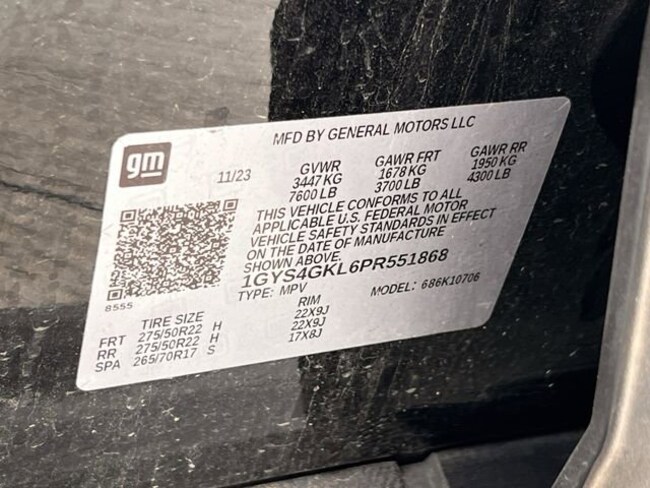 MFD BY GENERAL MOTORS LLC
gm
11/23
GVWR GAWR FRT GAWR RR
3447 KG 1678 KG 1950 KG
7600 LB 3700 LB 4300 LB
THIS VEHICLE CONFORMS TO ALL
APPLICABLE U.S. FEDERAL MOTOR
VEHICLE SAFETY STANDARDS IN EFFECT
ON THE DATE OF MANUFACTURE
SHOWN ABOVE.
1GYS4GKL6PR551868
8555
TYPE: MPV MODEL: 686K10706
TIRE SIZE RIM
FRT 275/50R22 H 22X9J
RR 275/50R22 H 22X9J
SPA 265/70R17 S 17X8J